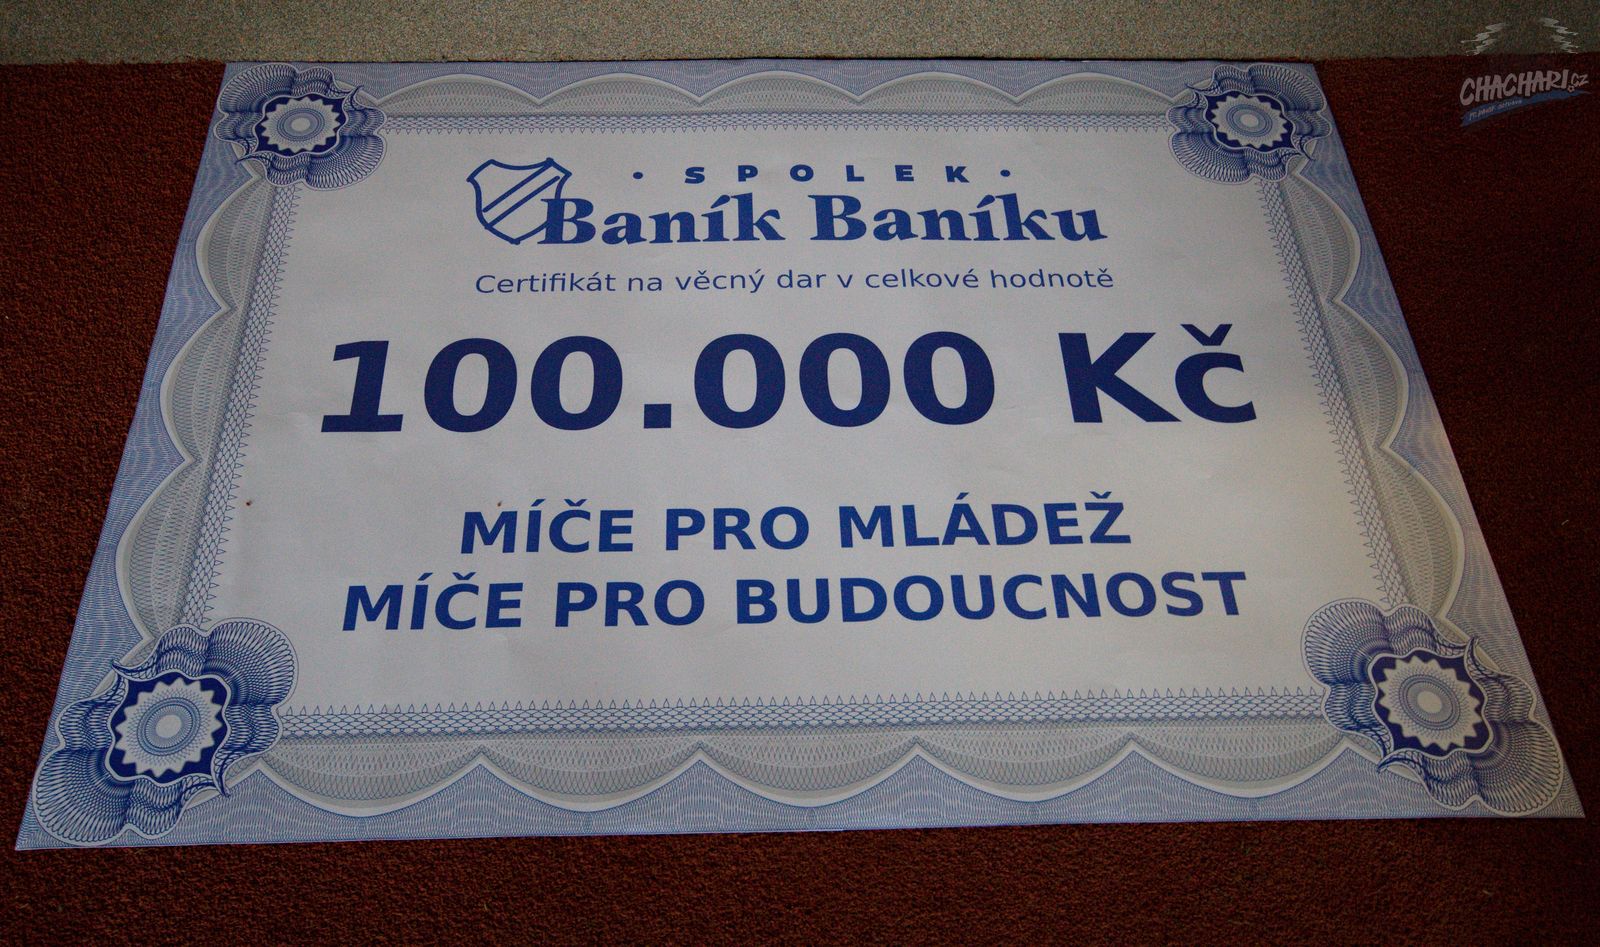 CHACHARI.CZ
· SPOLEK ·
Baník Baníku
Certifikát na věcný dar v celkové hodnotě
100.000 Kč
MÍČE PRO MLÁDEŽ
MÍČE PRO BUDOUCNOST